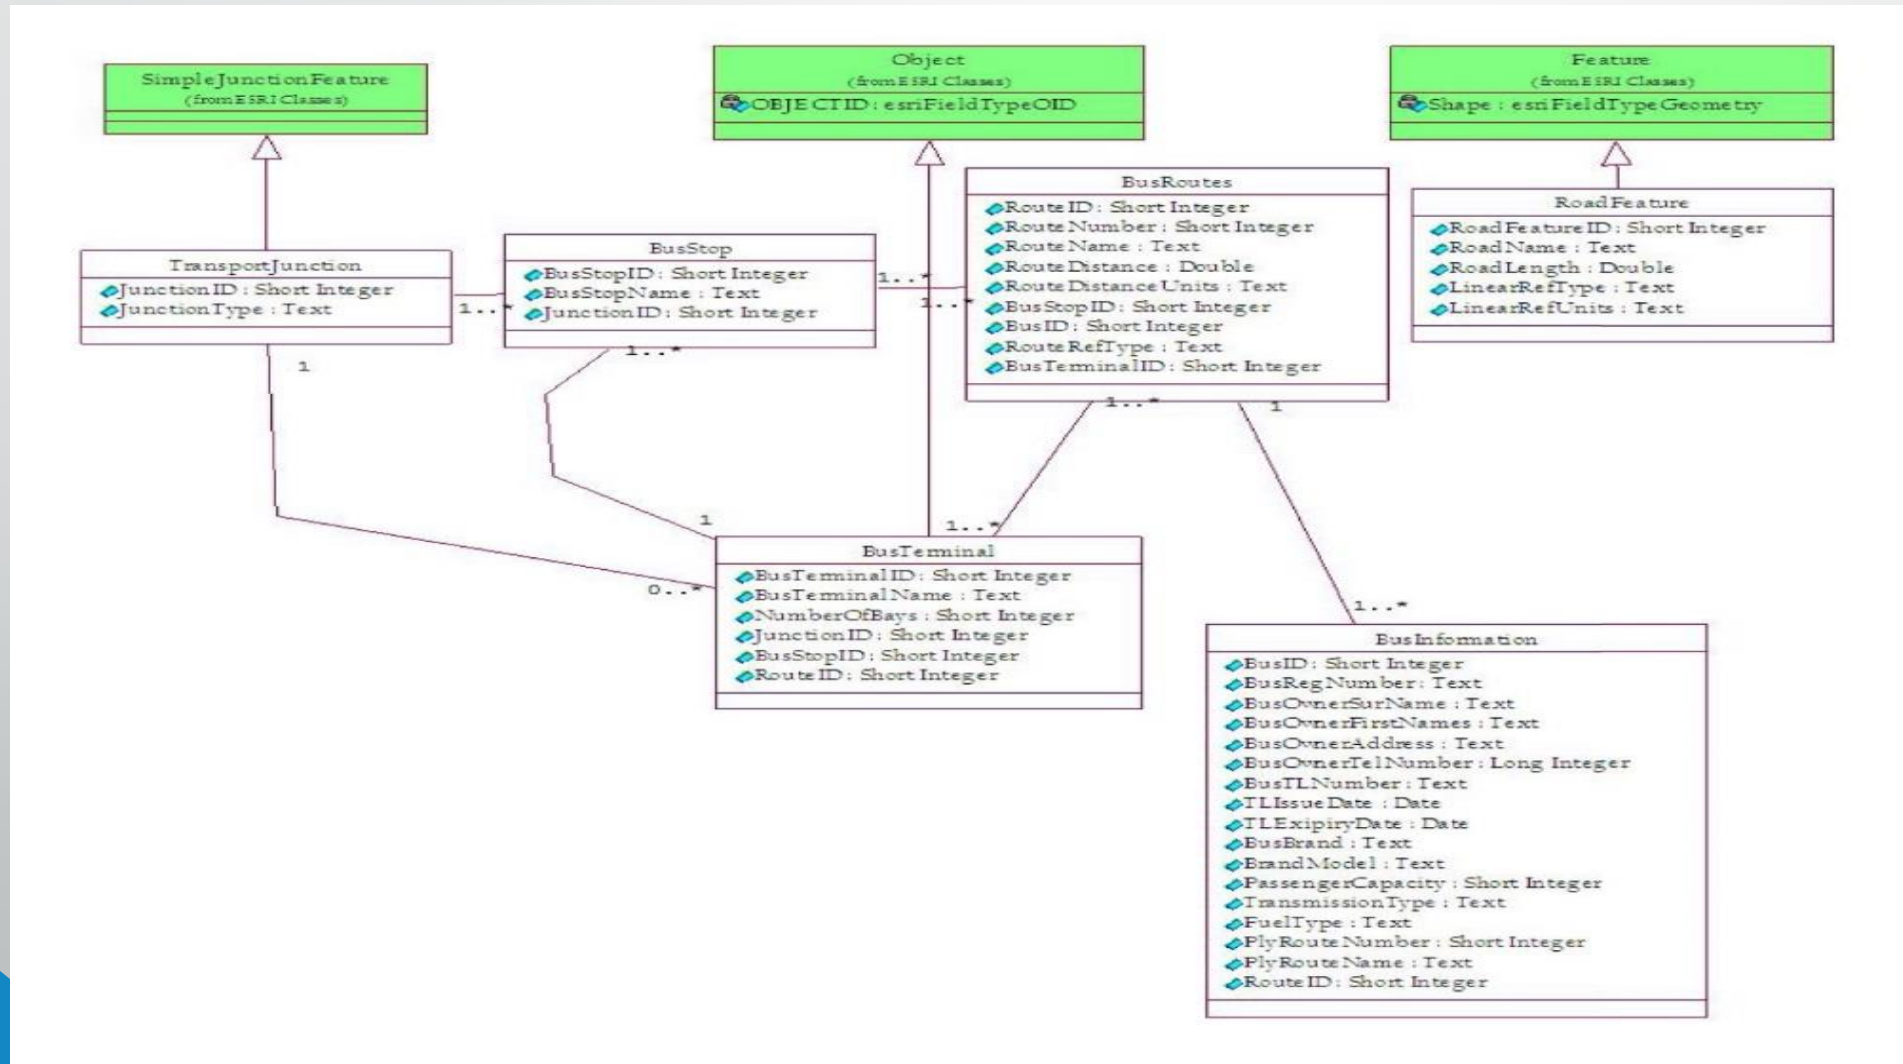 SimpleJunctionFeature
(from ESRI Classes)
Object
(from ESRI Classes)
OBJECTID : esriFieldTypeOID
Feature
(from ESRI Classes)
Shape : esriFieldTypeGeometry
TransportJunction
JunctionID : Short Integer
JunctionType : Text
1
1..*
BusStop
BusStopID : Short Integer
BusStopName : Text
JunctionID : Short Integer
1..*
1..*
1..*
BusRoutes
RouteID : Short Integer
RouteNumber : Short Integer
RouteName : Text
RouteDistance : Double
RouteDistanceUnits : Text
BusStopID : Short Integer
BusID : Short Integer
RouteRefType : Text
BusTerminalID : Short Integer
1..*
1
RoadFeature
RoadFeatureID : Short Integer
RoadName : Text
RoadLength : Double
LinearRefType : Text
LinearRefUnits : Text
1
1..*
0..*
BusTerminal
BusTerminalID : Short Integer
BusTerminalName : Text
NumberOfBays : Short Integer
JunctionID : Short Integer
BusStopID : Short Integer
RouteID : Short Integer
1..*
BusInformation
BusID : Short Integer
BusRegNumber : Text
BusOwnerSurName : Text
BusOwnerFirstNames : Text
BusOwnerAddress : Text
BusOwnerTelNumber : Long Integer
BusTLNumber : Text
TLIssueDate : Date
TLExipiryDate : Date
BusBrand : Text
BrandModel : Text
PassengerCapacity : Short Integer
TransmissionType : Text
FuelType : Text
PlyRouteNumber : Short Integer
PlyRouteName : Text
RouteID : Short Integer